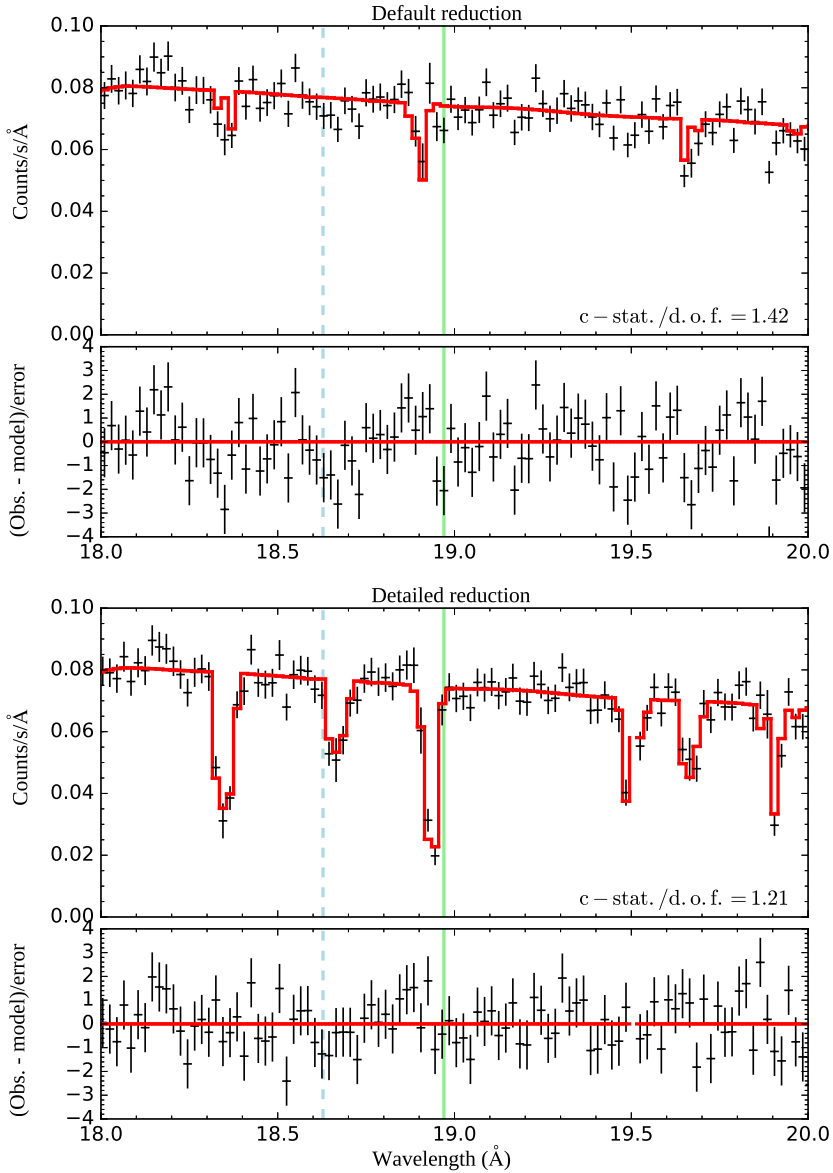 Default reduction
0.10
0.08
0.06
0.04
0.02
0.00
Counts/s/Å
c − stat./d. o. f. = 1.42
4
3
2
1
0
−1
−2
−3
−4
(Obs. - model)/error
18.0 18.5 19.0 19.5 20.0
Detailed reduction
0.10
0.08
0.06
0.04
0.02
0.00
Counts/s/Å
c − stat./d. o. f. = 1.21
4
3
2
1
0
−1
−2
−3
−4
(Obs. - model)/error
18.0 18.5 19.0 19.5 20.0
Wavelength (Å)